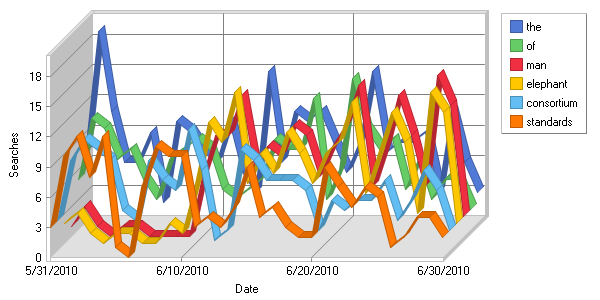 the
of
man
elephant
consortium
standards
Searches
18
15
12
9
6
3
0
5/31/2010 6/10/2010 6/20/2010 6/30/2010
Date